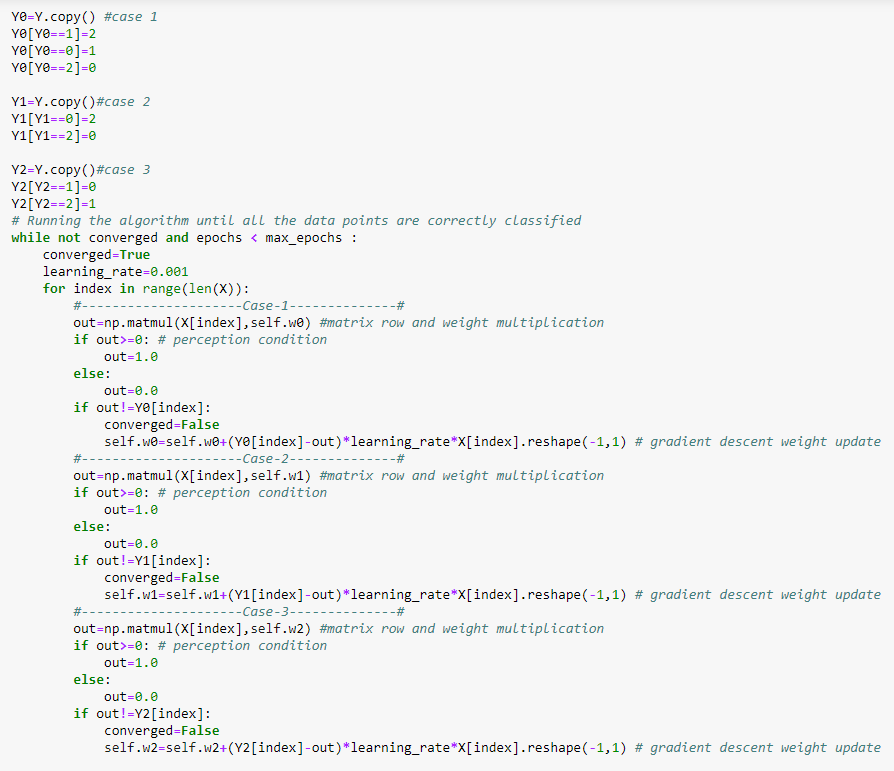 Y0=Y.copy() #case 1
Y0[Y0==1]=2
Y0[Y0==0]=1
Y0[Y0==2]=0

Y1=Y.copy()#case 2
Y1[Y1==0]=2
Y1[Y1==2]=0

Y2=Y.copy()#case 3
Y2[Y2==1]=0
Y2[Y2==2]=1
# Running the algorithm until all the data points are correctly classified
while not converged and epochs < max_epochs :
    converged=True
    learning_rate=0.001
    for index in range(len(X)):
        #---------------------Case-1--------------#
        out=np.matmul(X[index],self.w0) #matrix row and weight multiplication
        if out>=0: # perception condition
            out=1.0
        else:
            out=0.0
        if out!=Y0[index]:
            converged=False
            self.w0=self.w0+(Y0[index]-out)*learning_rate*X[index].reshape(-1,1) # gradient descent weight update
        #---------------------Case-2--------------#
        out=np.matmul(X[index],self.w1) #matrix row and weight multiplication
        if out>=0: # perception condition
            out=1.0
        else:
            out=0.0
        if out!=Y1[index]:
            converged=False
            self.w1=self.w1+(Y1[index]-out)*learning_rate*X[index].reshape(-1,1) # gradient descent weight update
        #---------------------Case-3--------------#
        out=np.matmul(X[index],self.w2) #matrix row and weight multiplication
        if out>=0: # perception condition
            out=1.0
        else:
            out=0.0
        if out!=Y2[index]:
            converged=False
            self.w2=self.w2+(Y2[index]-out)*learning_rate*X[index].reshape(-1,1) # gradient descent weight update